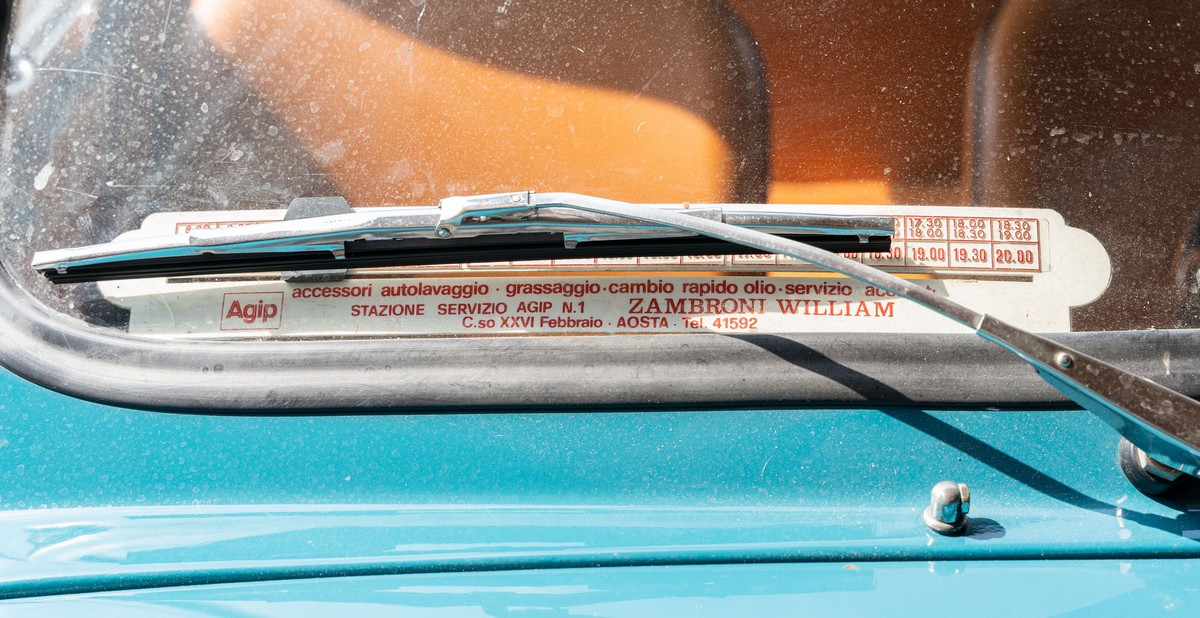 17.30 18.00 18.30
18.00 18.30 19.00
19.00 19.30 20.00
Agip
accessori autolavaggio · grassaggio · cambio rapido olio · servizio
STAZIONE SERVIZIO AGIP N.1 ZAMBRONI WILLIAM
C.so XXVI Febbraio · AOSTA · Tel. 41592